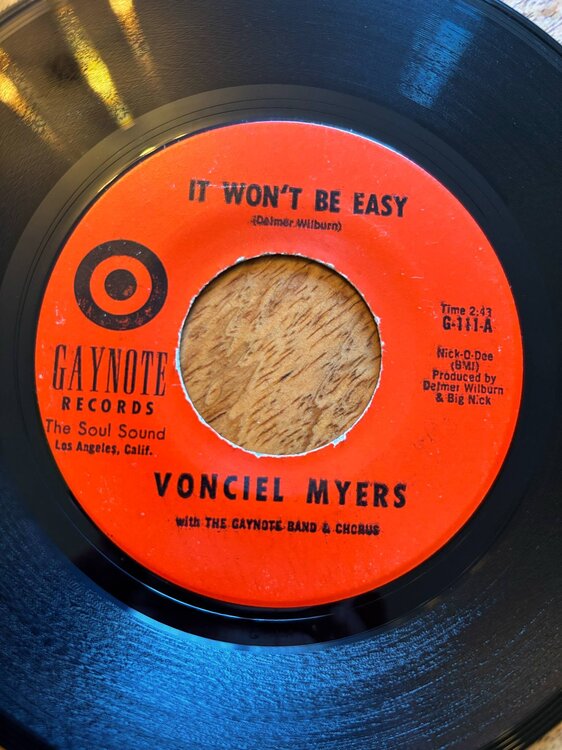 IT WON'T BE EASY
(Delmer Wilburn)
Time 2:43
G-111-A
GAYNOTE
RECORDS
The Soul Sound
Los Angeles, Calif.
Nick-O-Dee
(BMI)
Produced by
Delmer Wilburn
& Big Nick
VONCIEL MYERS
with THE GAYNOTE BAND & CHORUS